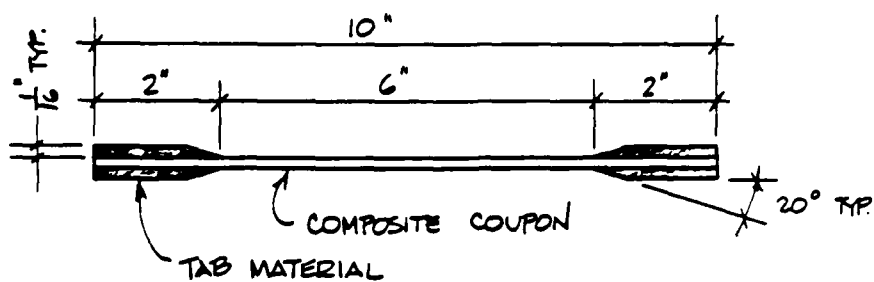 10"
1/16" TYP.
2" 6" 2"
20° TYP.
COMPOSITE COUPON
TAB MATERIAL